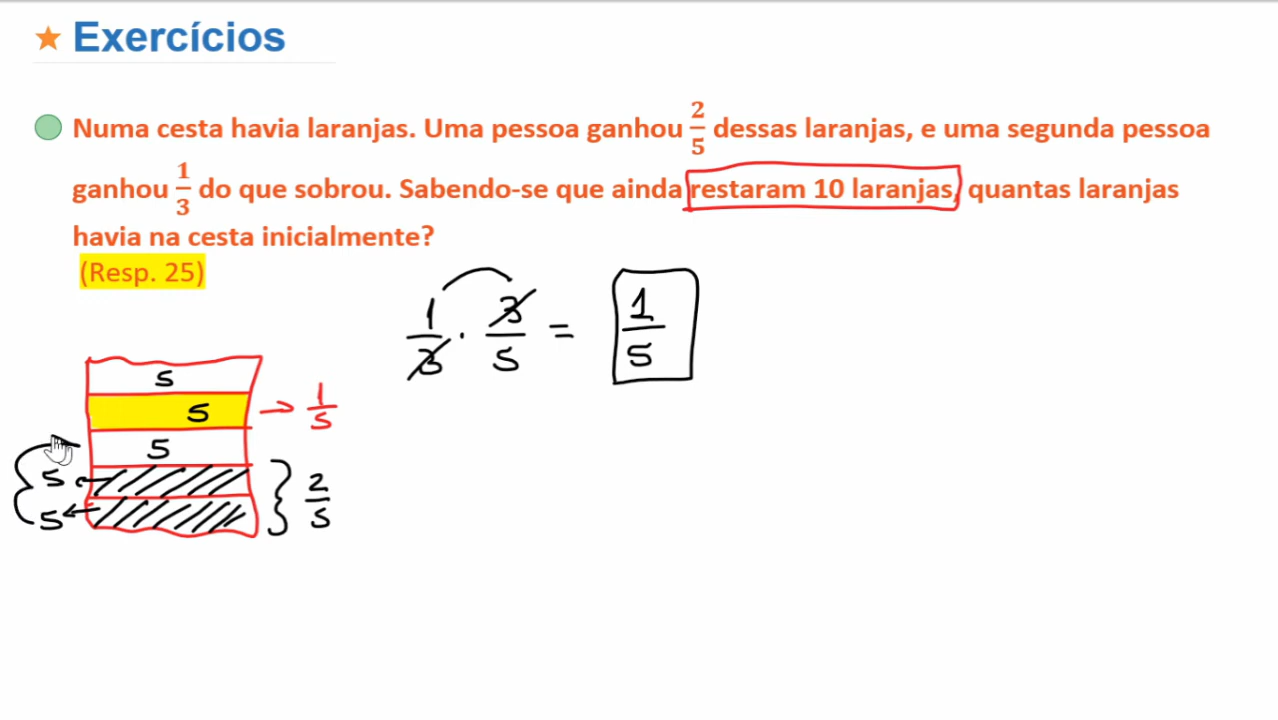 Exercícios
Numa cesta havia laranjas. Uma pessoa ganhou 2/5 dessas laranjas, e uma segunda pessoa
ganhou 1/3 do que sobrou. Sabendo-se que ainda restaram 10 laranjas, quantas laranjas
havia na cesta inicialmente?
(Resp. 25)
1/3 · 3/5 = 1/5
5
5 → 1/5
5
5
5
2/5